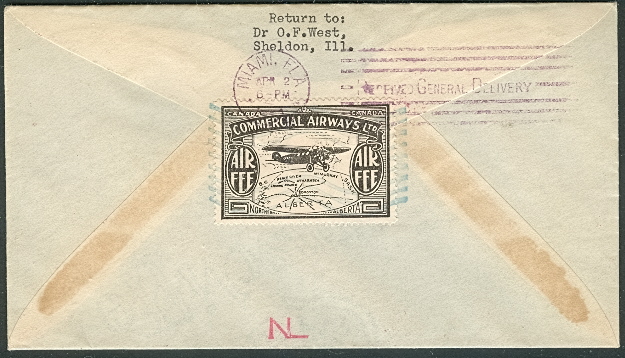 Return to:
Dr O.F.West,
Sheldon, Ill.
MIAMI, FLA
APR 2
6-PM
GENERAL DELIVERY
CANADA AIR CANADA
COMMERCIAL AIRWAYS LTD.
AIR FEE
AIR FEE
ALBERTA
NORTHERN ALBERTA
NL